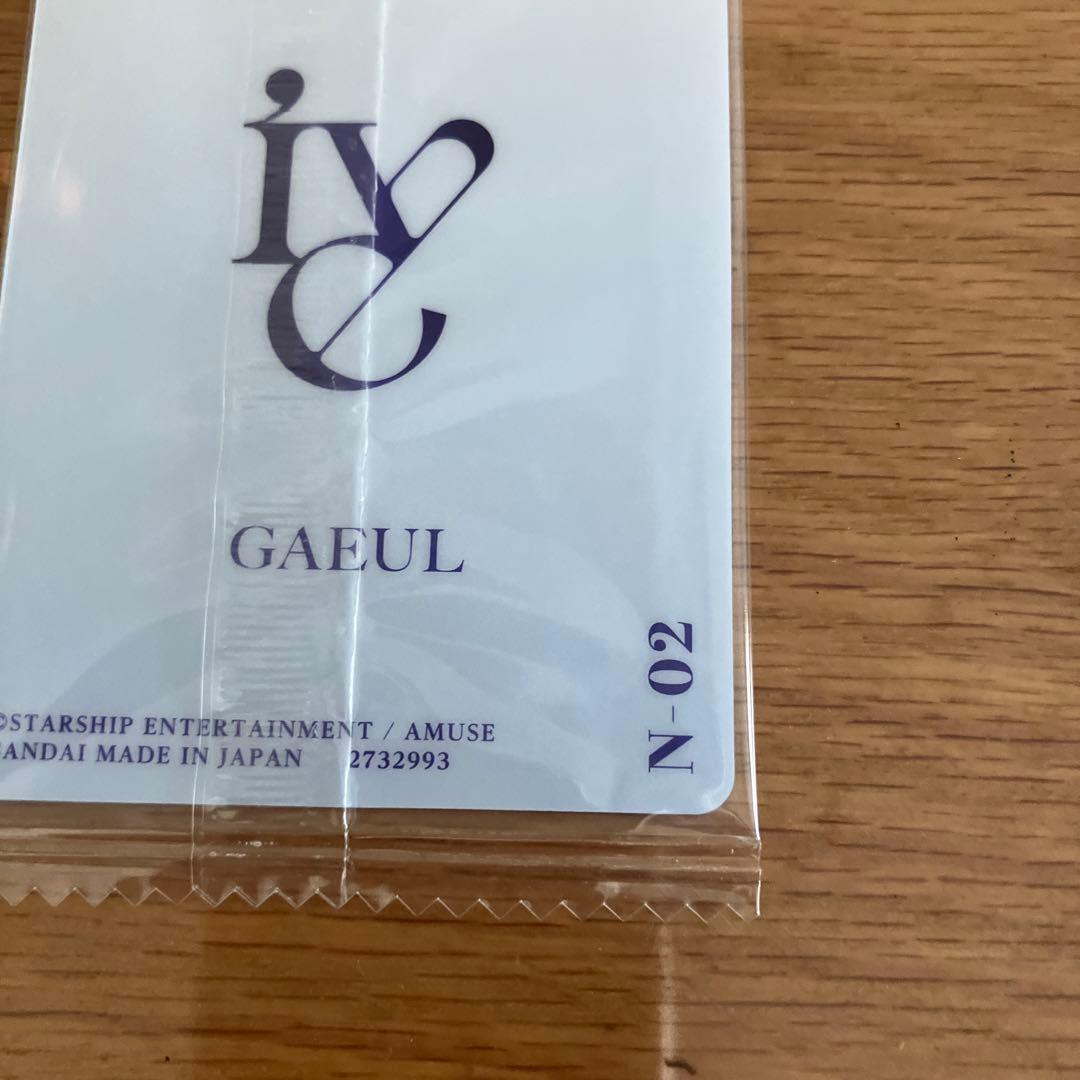 IVE
GAEUL
N-02
©STARSHIP ENTERTAINMENT / AMUSE
BANDAI MADE IN JAPAN 2732993